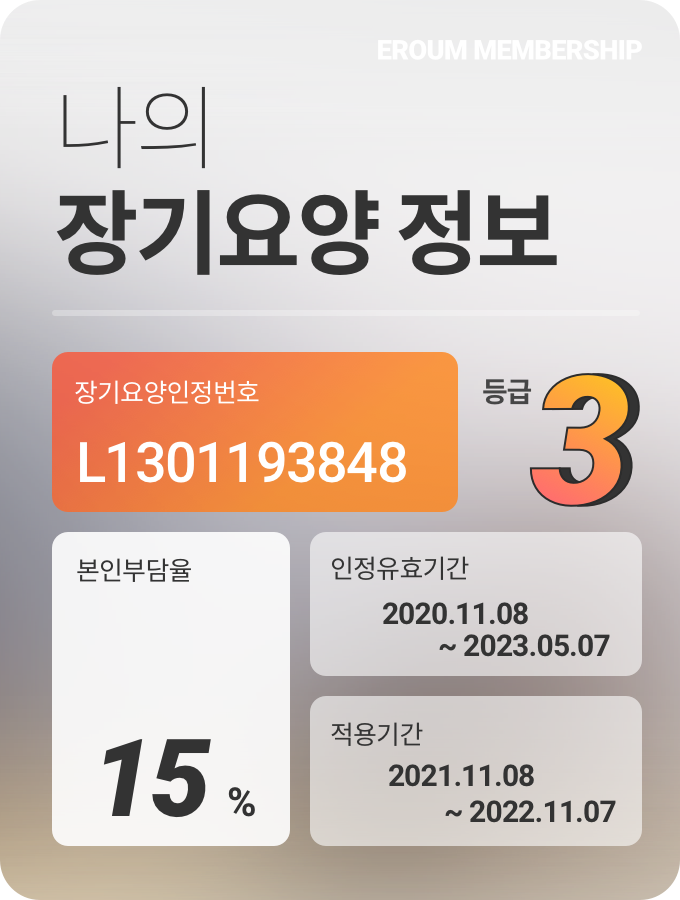 EROUM MEMBERSHIP
나의
장기요양 정보
장기요양인정번호
L1301193848
등급 3
본인부담율
15 %
인정유효기간
2020.11.08
~ 2023.05.07
적용기간
2021.11.08
~ 2022.11.07